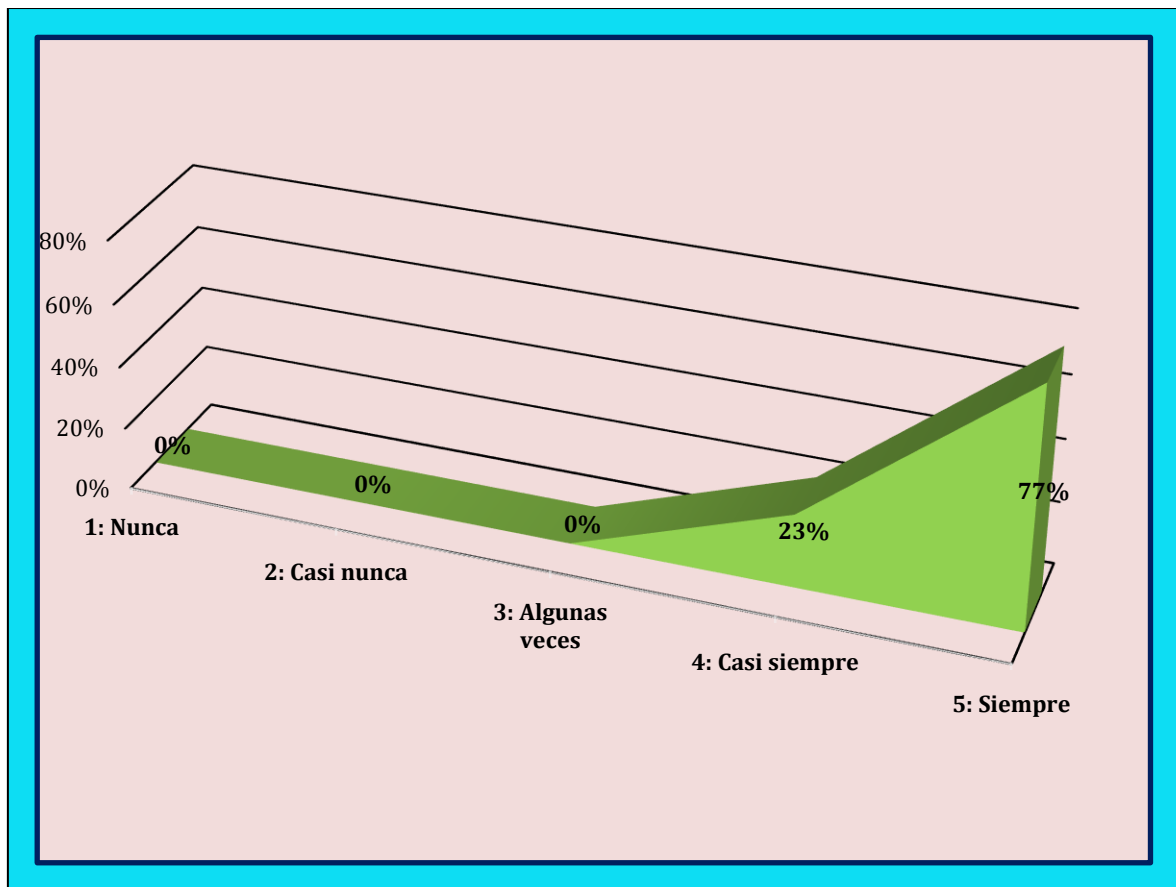 80%
60%
40%
20%
0%
0%
0%
0%
23%
77%
1: Nunca
2: Casi nunca
3: Algunas
veces
4: Casi siempre
5: Siempre